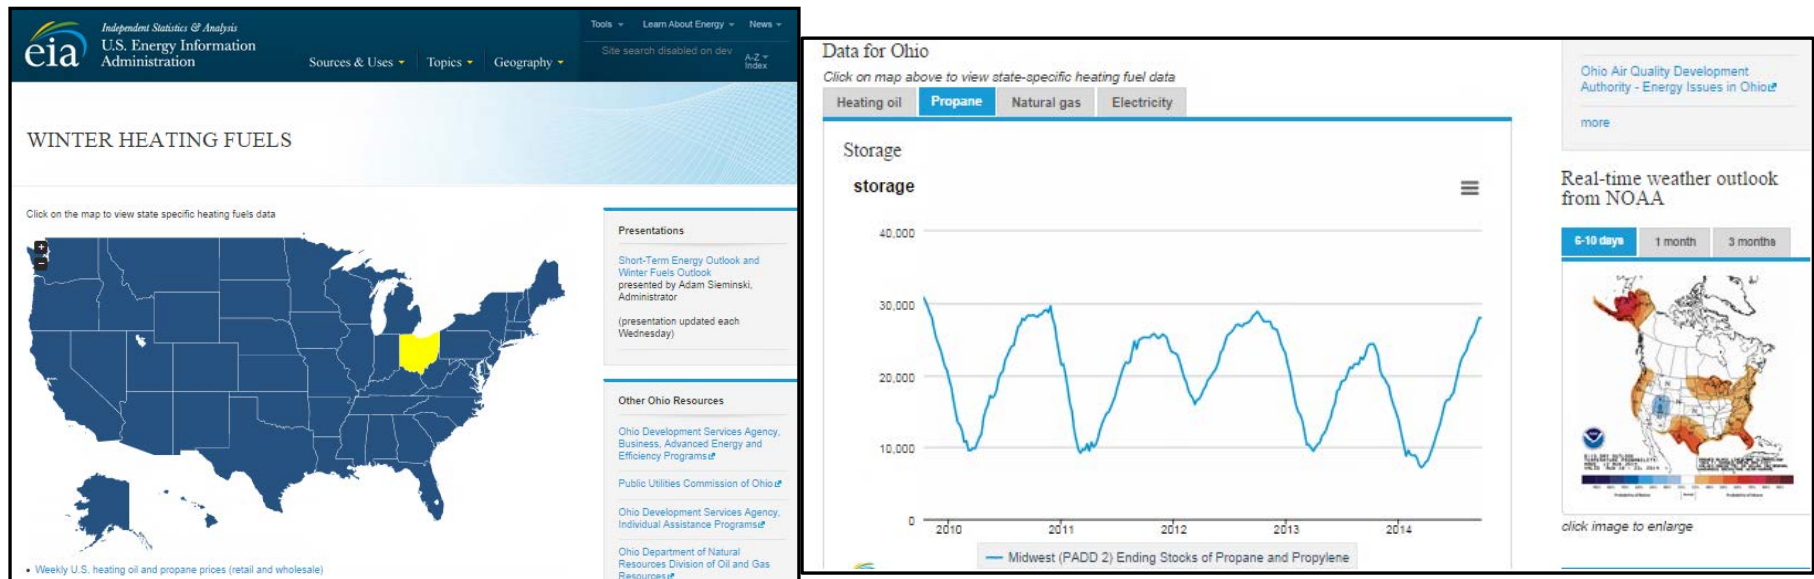 eia
Independent Statistics & Analysis
U.S. Energy Information
Administration
Sources & Uses
Topics
Geography
Tools
Learn About Energy
News
Site search disabled on dev
A-Z
Index
WINTER HEATING FUELS
Click on the map to view state specific heating fuels data
+
-
Presentations
Short-Term Energy Outlook and
Winter Fuels Outlook
presented by Adam Sieminski,
Administrator
(presentation updated each
Wednesday)
Other Ohio Resources
Ohio Development Services Agency,
Business, Advanced Energy and
Efficiency Programs
Public Utilities Commission of Ohio
Ohio Development Services Agency,
Individual Assistance Programs
Ohio Department of Natural
Resources Division of Oil and Gas
Resources
• Weekly U.S. heating oil and propane prices (retail and wholesale)
Data for Ohio
Click on map above to view state-specific heating fuel data
Heating oil
Propane
Natural gas
Electricity
Storage
storage
40,000
30,000
20,000
10,000
0
2010
2011
2012
2013
2014
Midwest (PADD 2) Ending Stocks of Propane and Propylene
Ohio Air Quality Development
Authority - Energy Issues in Ohio
more
Real-time weather outlook
from NOAA
6-10 days
1 month
3 months
click image to enlarge